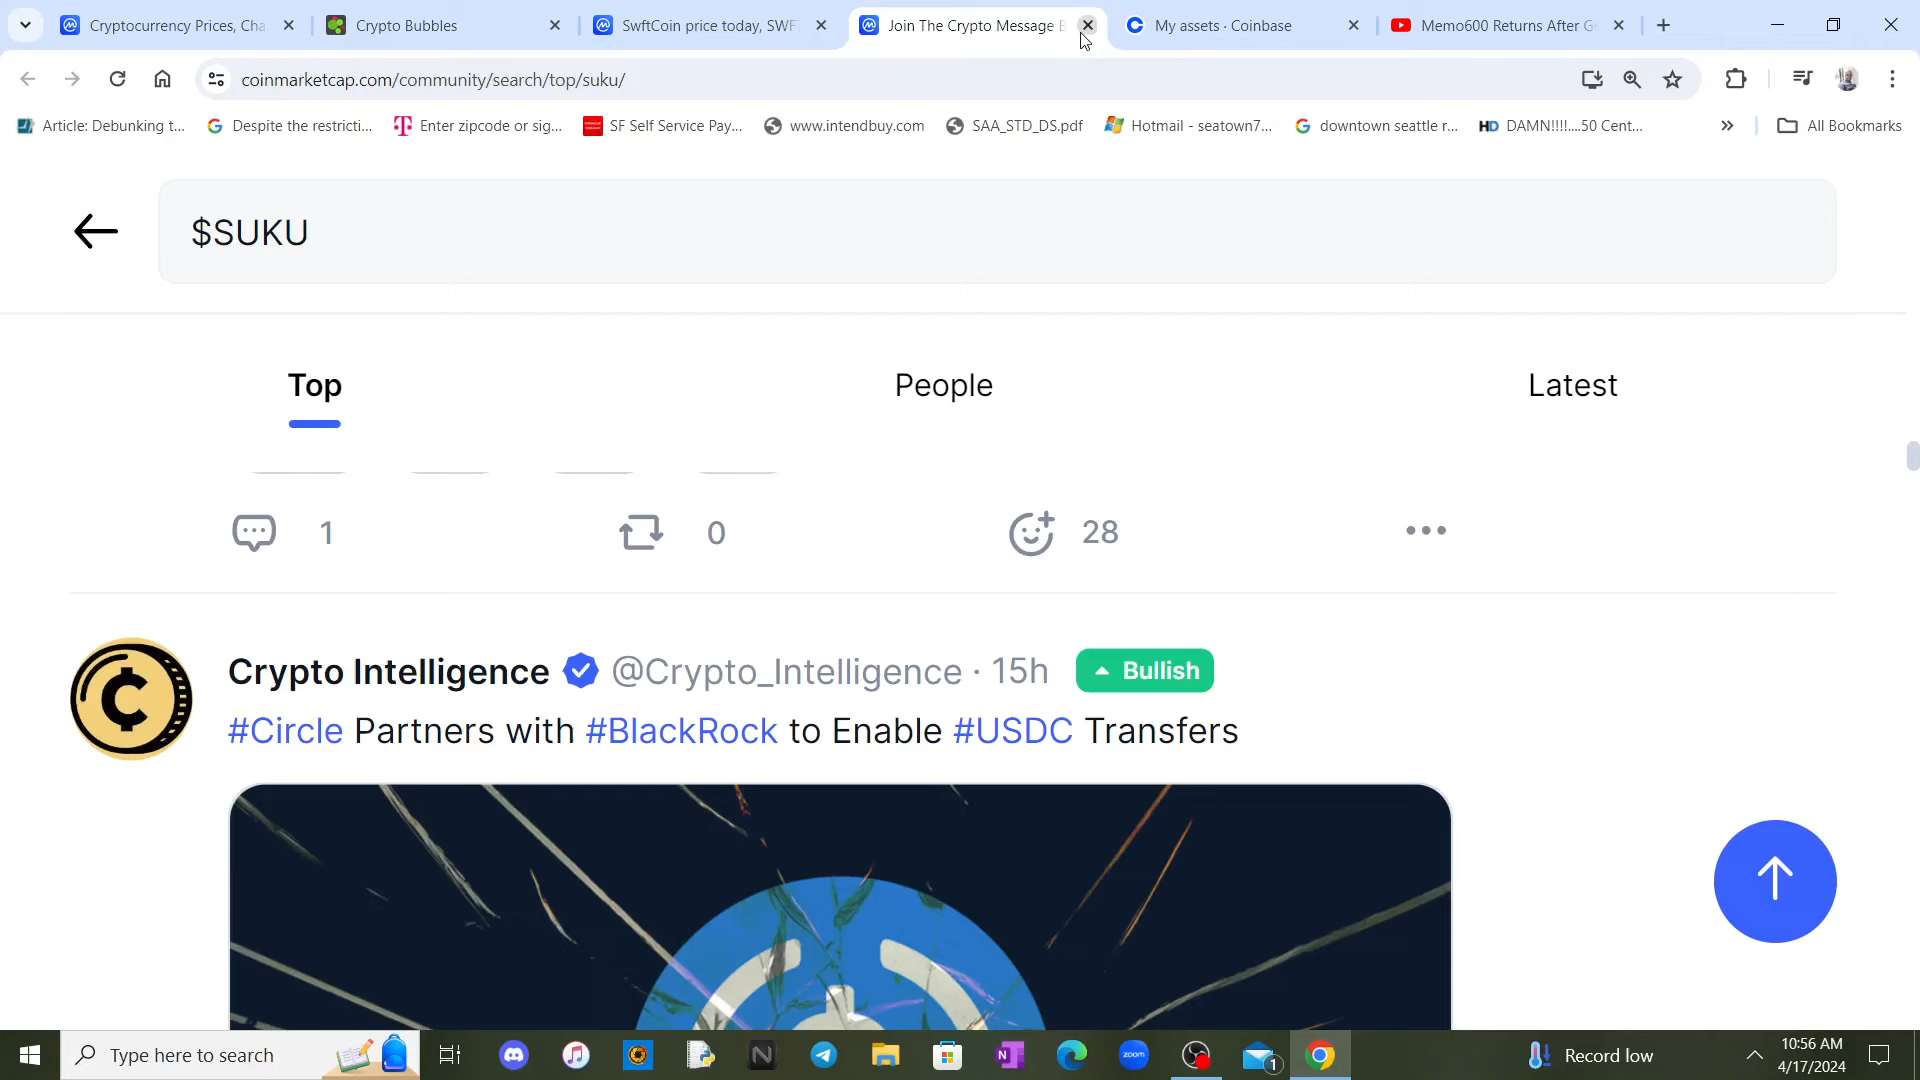 Cryptocurrency Prices, Cha
Crypto Bubbles
SwftCoin price today, SWF
Join The Crypto Message B
My assets · Coinbase
Memo600 Returns After G
coinmarketcap.com/community/search/top/suku/
Article: Debunking t...
Despite the restricti...
Enter zipcode or sig...
SF Self Service Pay...
www.intendbuy.com
SAA_STD_DS.pdf
Hotmail - seatown7...
downtown seattle r...
HD DAMN!!!!....50 Cent...
All Bookmarks
$SUKU
Top
People
Latest
1
0
28
Crypto Intelligence @Crypto_Intelligence · 15h Bullish
#Circle Partners with #BlackRock to Enable #USDC Transfers
Type here to search
zoom
1
Record low
10:56 AM
4/17/2024